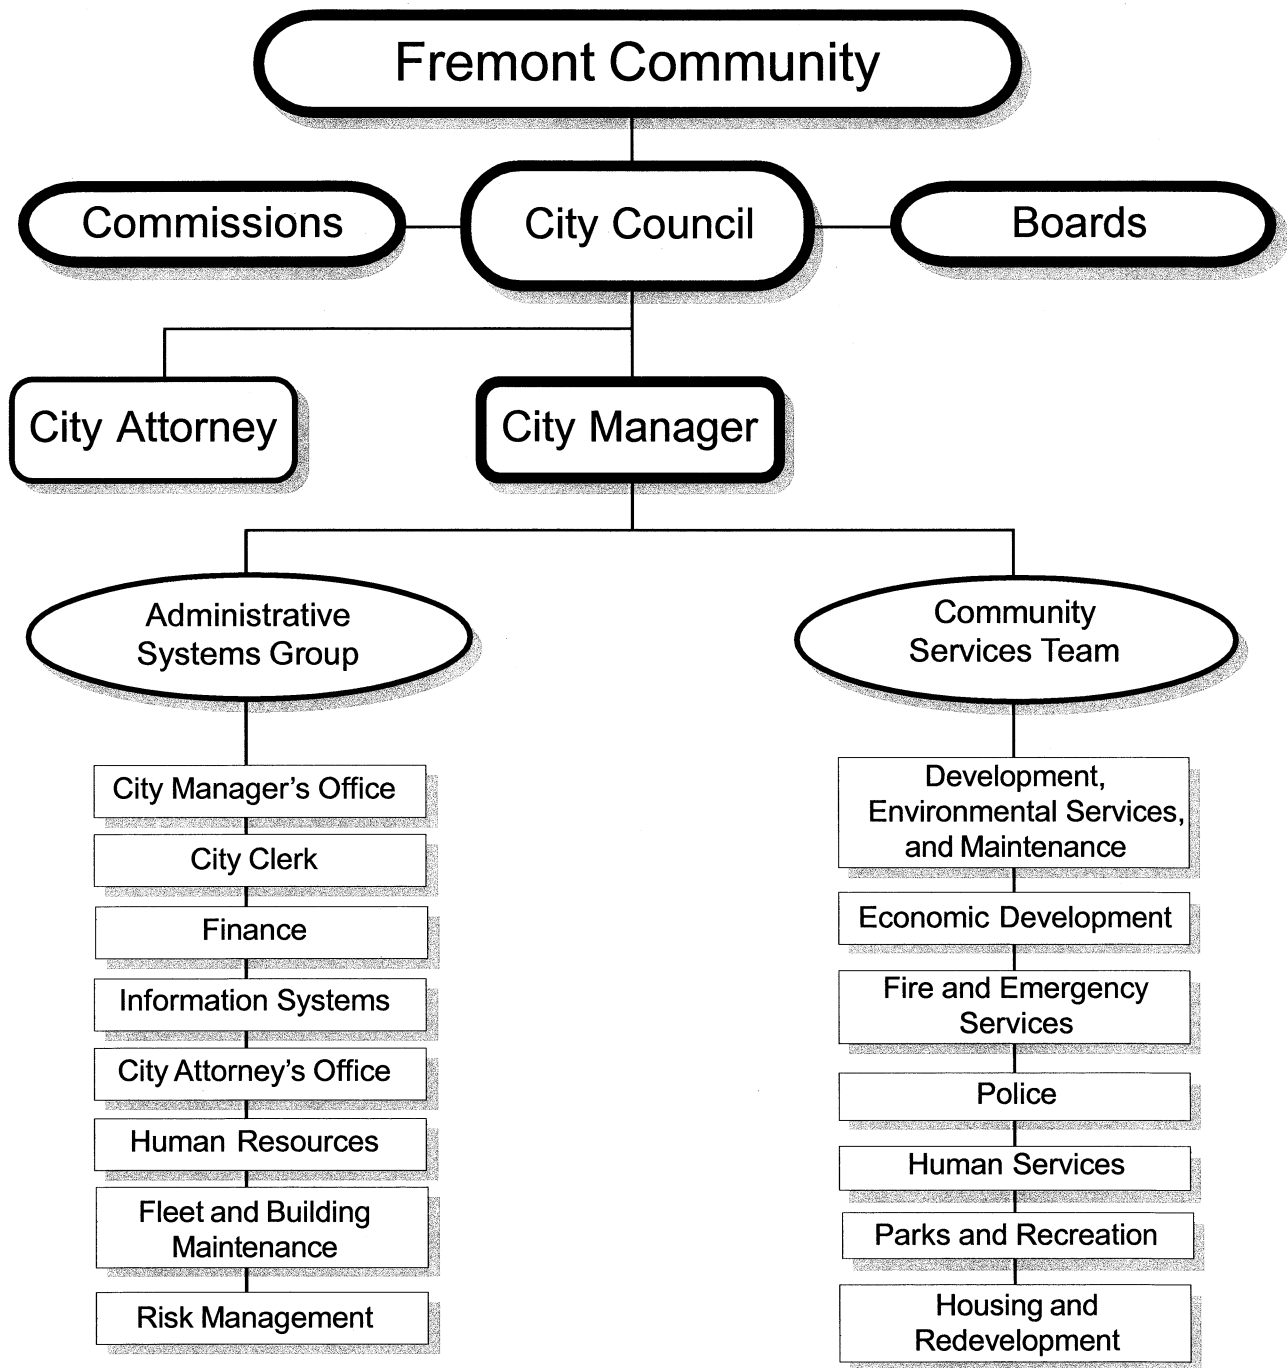 Fremont Community
Commissions
City Council
Boards
City Attorney
City Manager
Administrative
Systems Group
City Manager’s Office
City Clerk
Finance
Information Systems
City Attorney’s Office
Human Resources
Fleet and Building
Maintenance
Risk Management
Community
Services Team
Development,
Environmental Services,
and Maintenance
Economic Development
Fire and Emergency
Services
Police
Human Services
Parks and Recreation
Housing and
Redevelopment